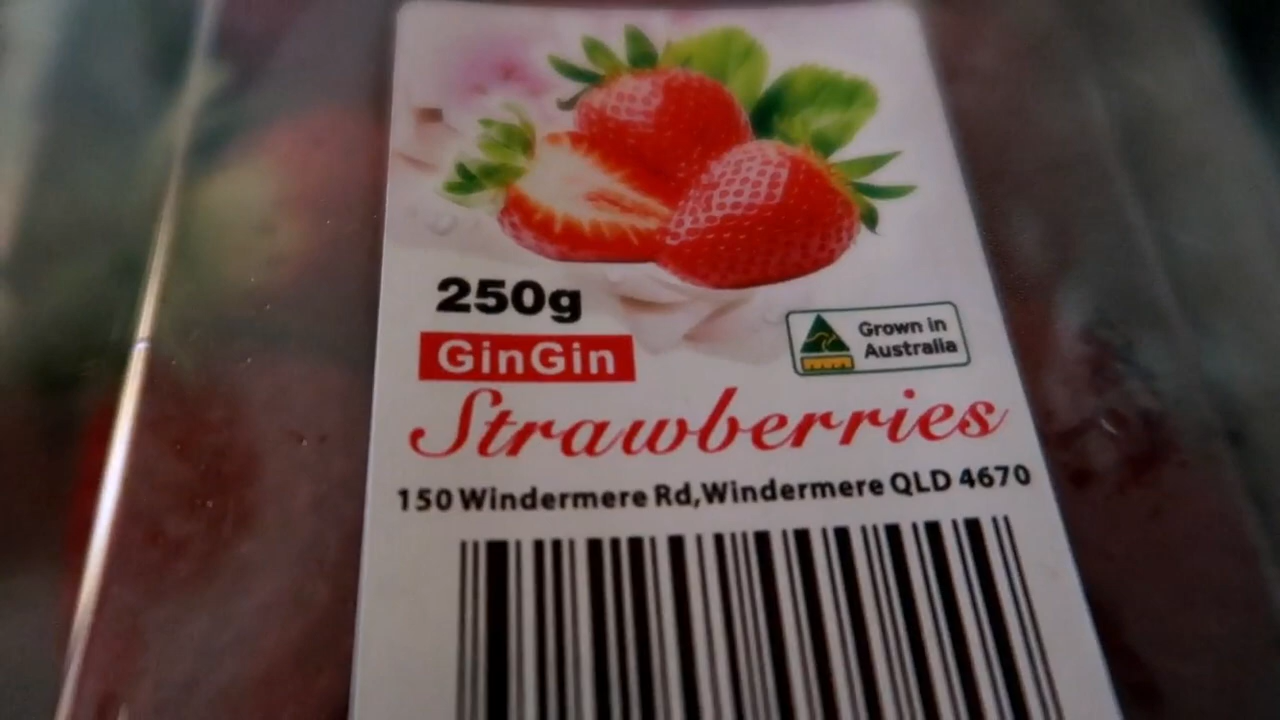 250g
GinGin
Grown in
Australia
Strawberries
150 Windermere Rd,Windermere QLD 4670